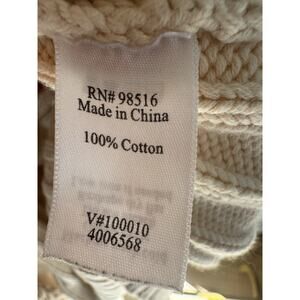 RN# 98516
Made in China
100% Cotton
V#100010
4006568